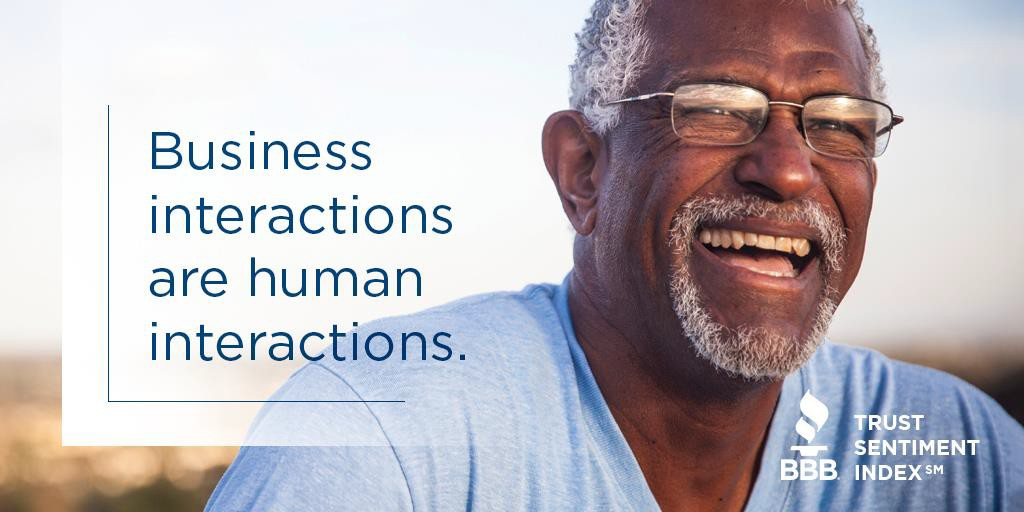 Business
interactions
are human
interactions.
BBB
TRUST
SENTIMENT
INDEX℠